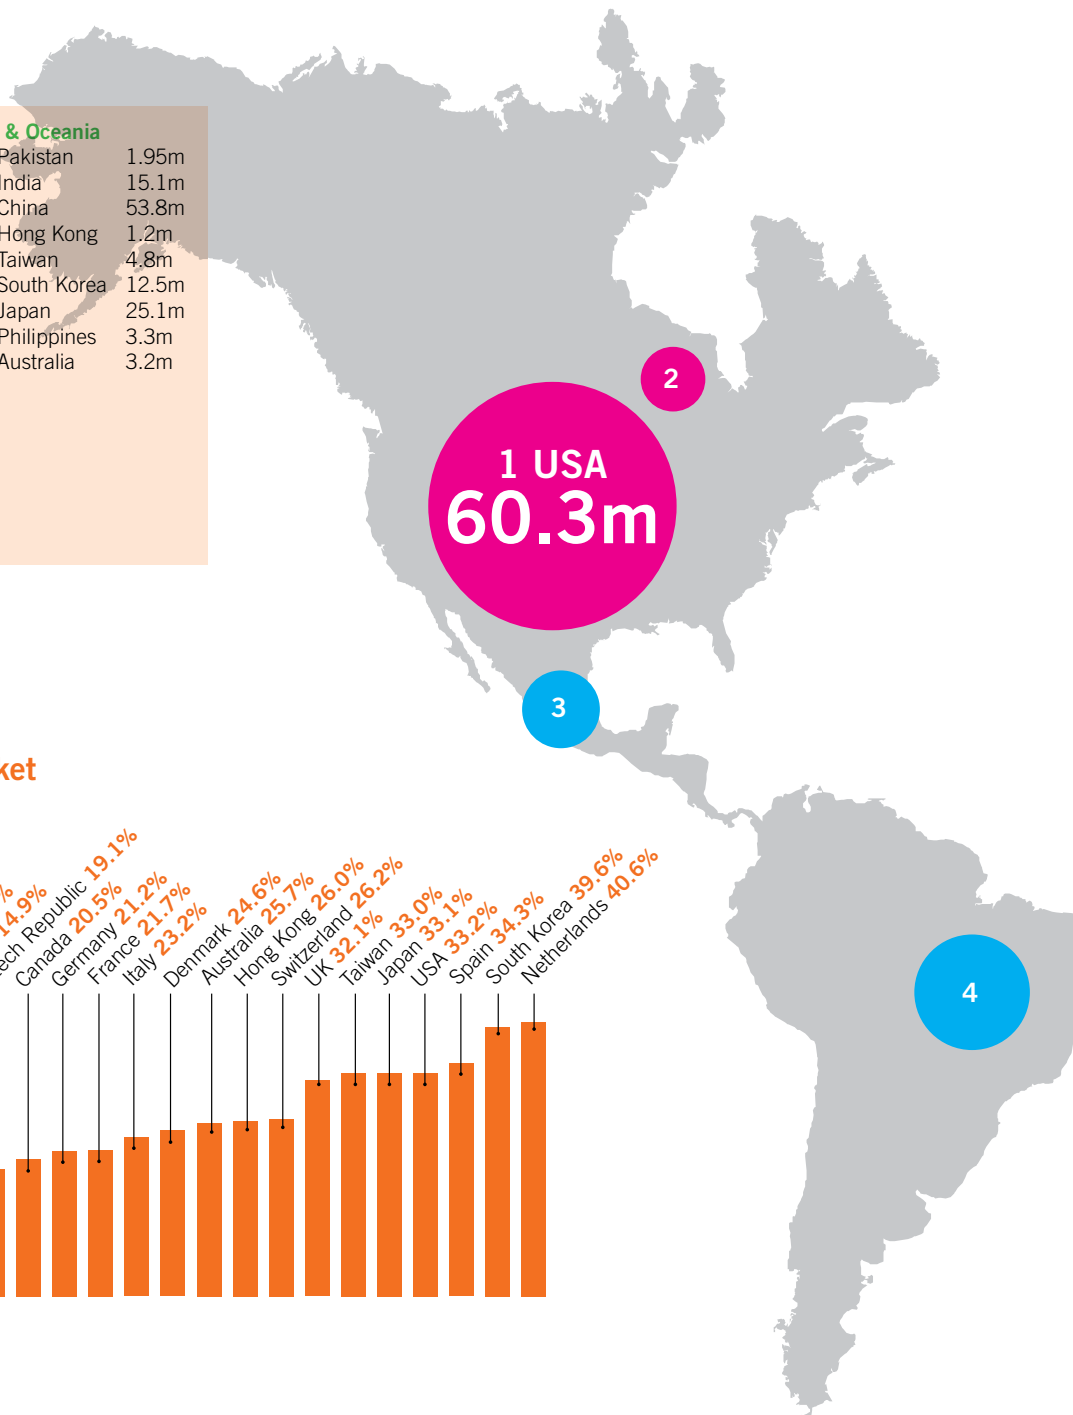 & Oceania
Pakistan 1.95m
India 15.1m
China 53.8m
Hong Kong 1.2m
Taiwan 4.8m
South Korea 12.5m
Japan 25.1m
Philippines 3.3m
Australia 3.2m
2
1 USA
60.3m
3
ket
%
14.9%
ech Republic 19.1%
Canada 20.5%
Germany 21.2%
France 21.7%
Italy 23.2%
Denmark 24.6%
Australia 25.7%
Hong Kong 26.0%
Switzerland 26.2%
UK 32.1%
Taiwan 33.0%
Japan 33.1%
USA 33.2%
Spain 34.3%
South Korea 39.6%
Netherlands 40.6%
4